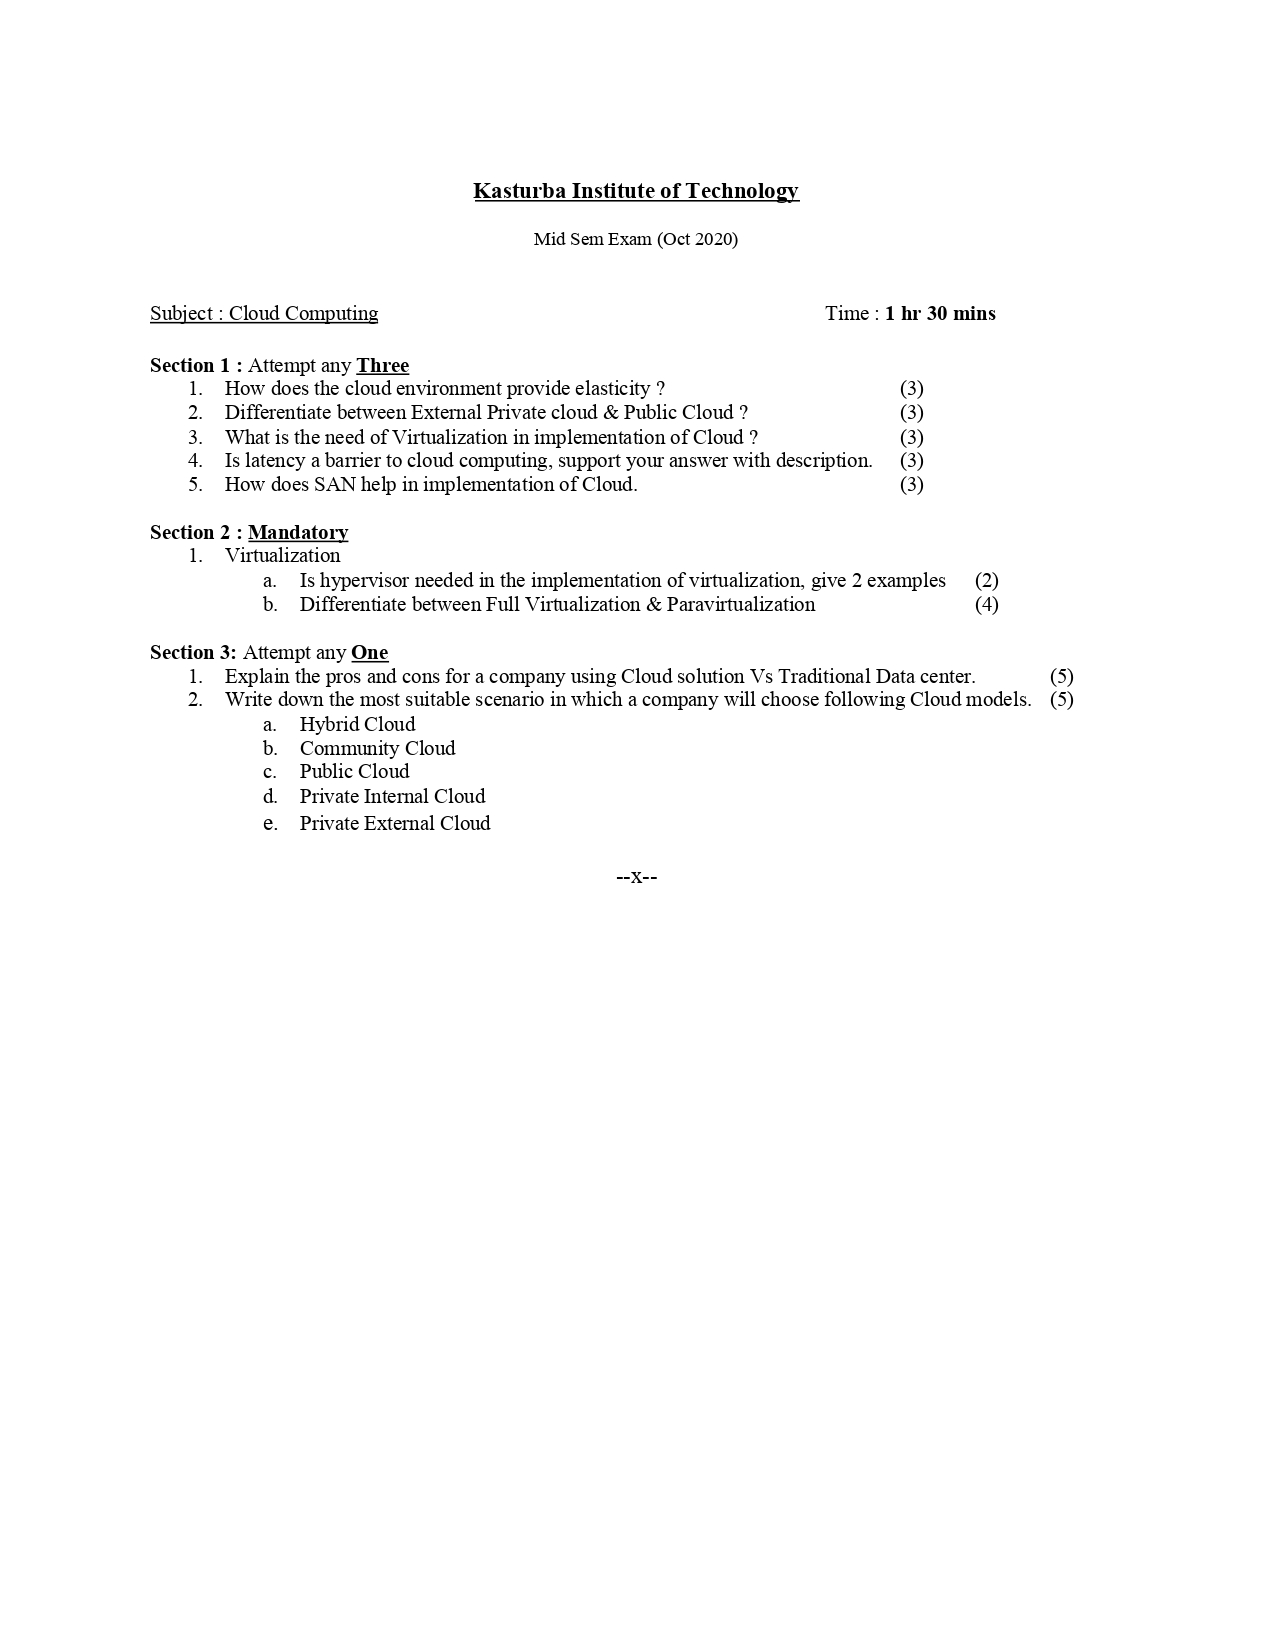 Kasturba Institute of Technology
Mid Sem Exam (Oct 2020)
Subject : Cloud Computing Time : 1 hr 30 mins
Section 1 : Attempt any Three
1. How does the cloud environment provide elasticity ? (3)
2. Differentiate between External Private cloud & Public Cloud ? (3)
3. What is the need of Virtualization in implementation of Cloud ? (3)
4. Is latency a barrier to cloud computing, support your answer with description. (3)
5. How does SAN help in implementation of Cloud. (3)
Section 2 : Mandatory
1. Virtualization
a. Is hypervisor needed in the implementation of virtualization, give 2 examples (2)
b. Differentiate between Full Virtualization & Paravirtualization (4)
Section 3: Attempt any One
1. Explain the pros and cons for a company using Cloud solution Vs Traditional Data center. (5)
2. Write down the most suitable scenario in which a company will choose following Cloud models. (5)
a. Hybrid Cloud
b. Community Cloud
c. Public Cloud
d. Private Internal Cloud
e. Private External Cloud
--x--